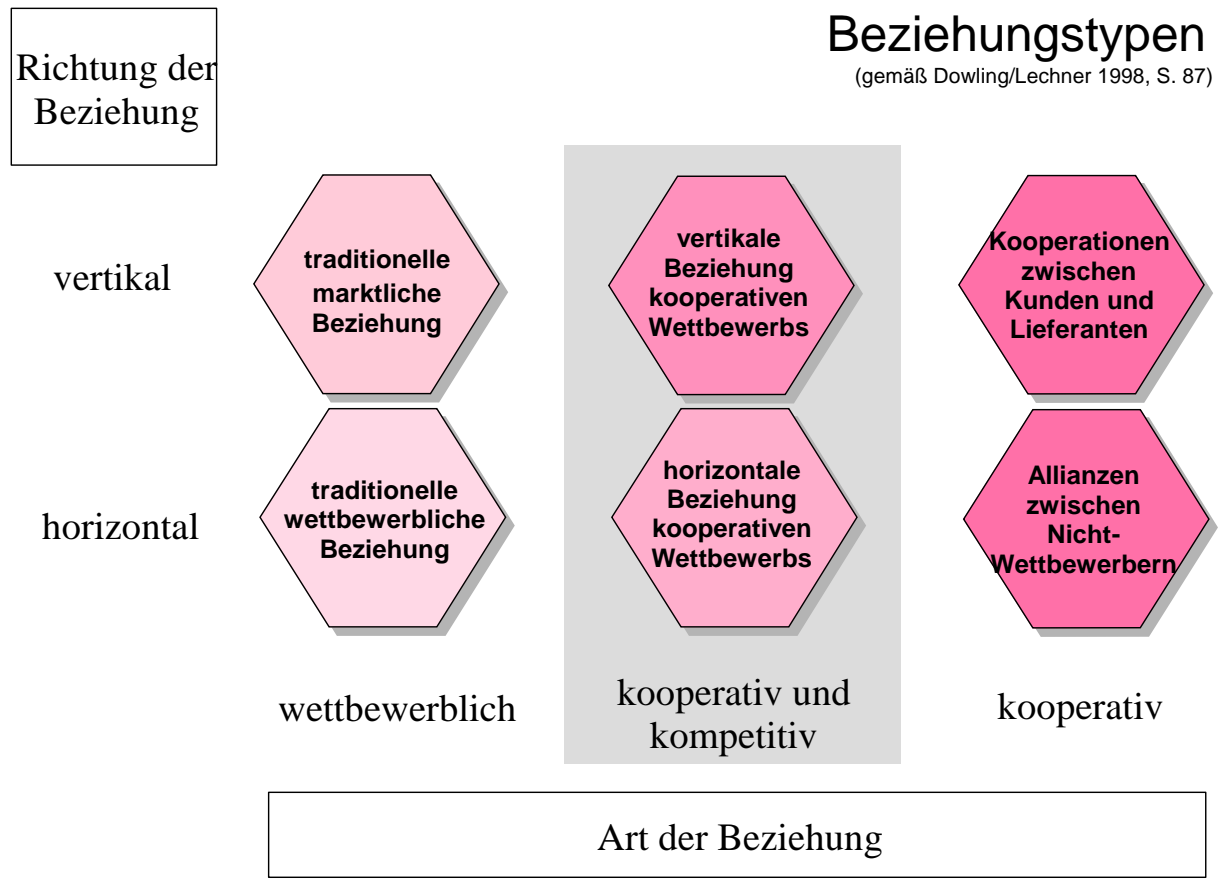 Richtung der
Beziehung
Beziehungstypen
(gemäß Dowling/Lechner 1998, S. 87)
vertikal
traditionelle
marktliche
Beziehung
vertikale
Beziehung
kooperativen
Wettbewerbs
Kooperationen
zwischen
Kunden und
Lieferanten
horizontal
traditionelle
wettbewerbliche
Beziehung
horizontale
Beziehung
kooperativen
Wettbewerbs
Allianzen
zwischen
Nicht-
Wettbewerbern
wettbewerblich
kooperativ und
kompetitiv
kooperativ
Art der Beziehung